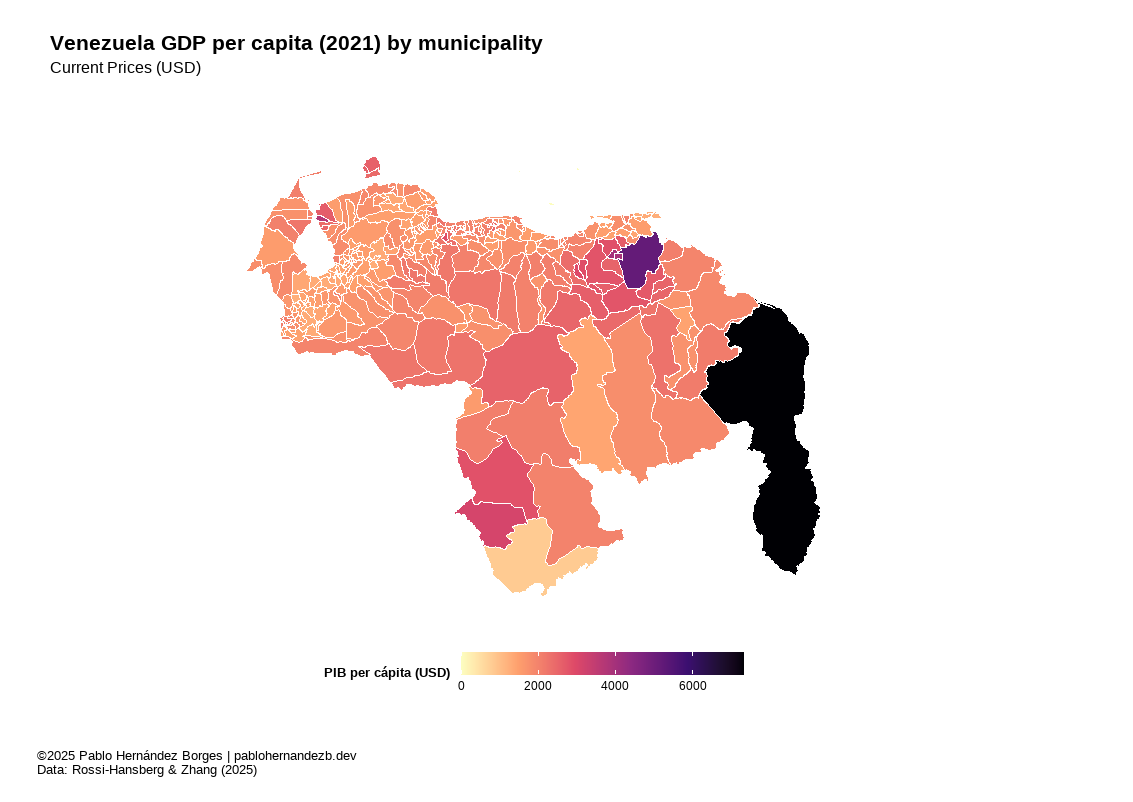 Venezuela GDP per capita (2021) by municipality
Current Prices (USD)
PIB per cápita (USD)
0 2000 4000 6000
©2025 Pablo Hernández Borges | pablohernandezb.dev
Data: Rossi-Hansberg & Zhang (2025)